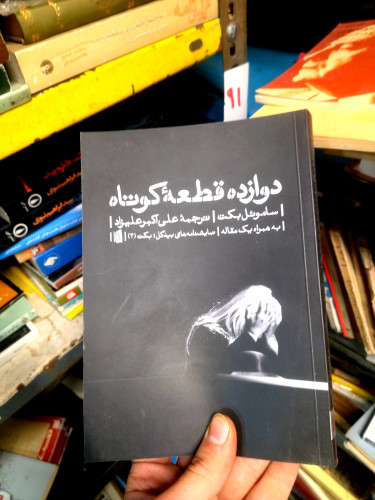 ۹۱
دوازده قطعهٔ کوتاه
| ساموئل بکت | ترجمهٔ علی‌اکبر علیزاد |
| به همراه یک مقاله | نمایشنامه‌های بیدگل: بکت (۲) |